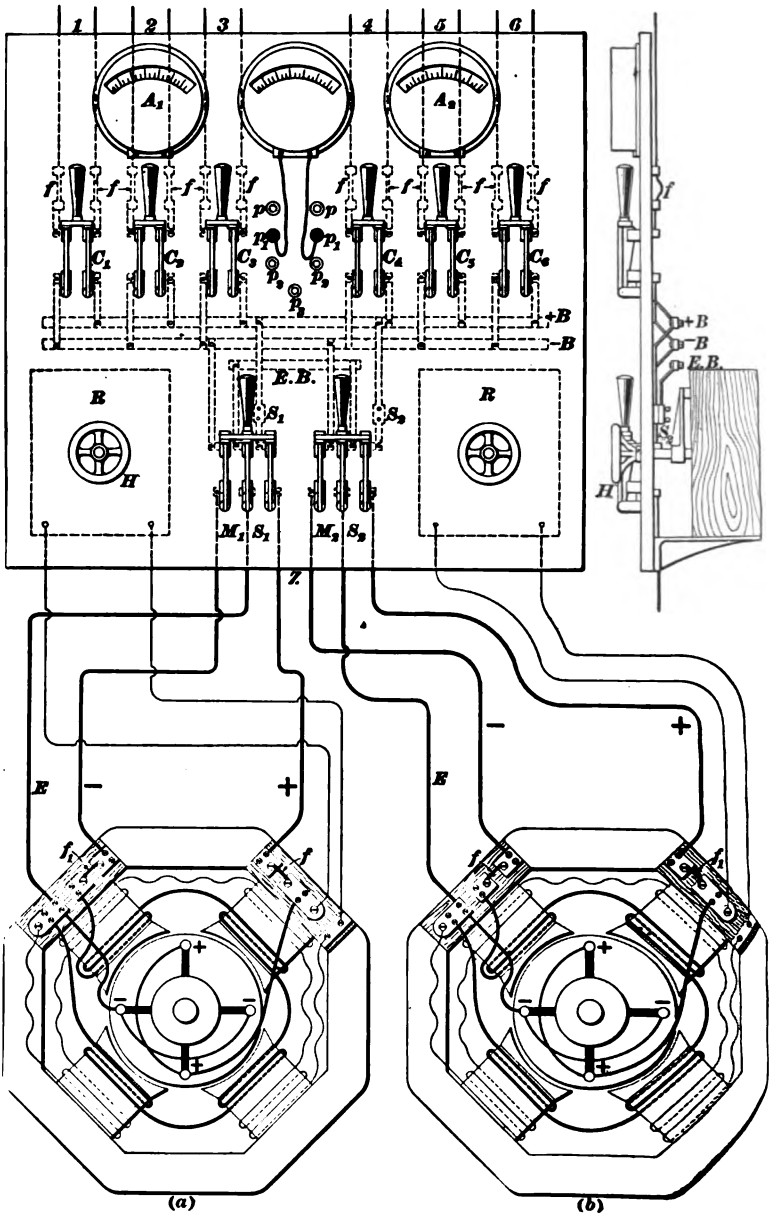 1 2 3 4 5 6
A₁ A₂
f f f f f f f f
p p
p₁ p₁
C₁ C₂ C₃ C₄ C₅ C₆
p₂ p₂
p₃
+B
−B
+B
−B
E.B.
E.B.
R R
S₁ S₂
H H
M₁ S₁ M₂ S₂
Z
− +
E − + E
f₁ f f f₁
+ +
− − − −
+ +
(a) (b)